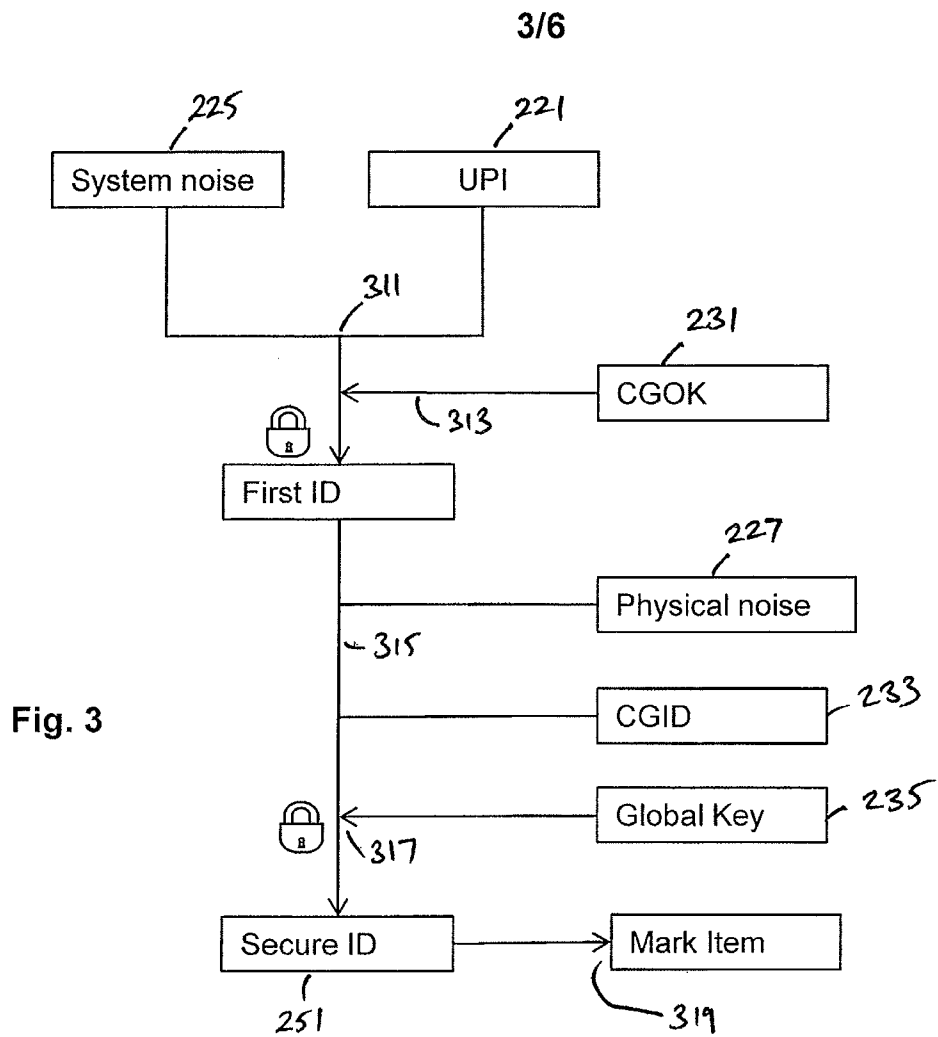 3/6
225
221
System noise
UPI
311
231
CGOK
313
First ID
227
Physical noise
315
Fig. 3
CGID
233
Global Key
235
317
Secure ID
Mark Item
251
319